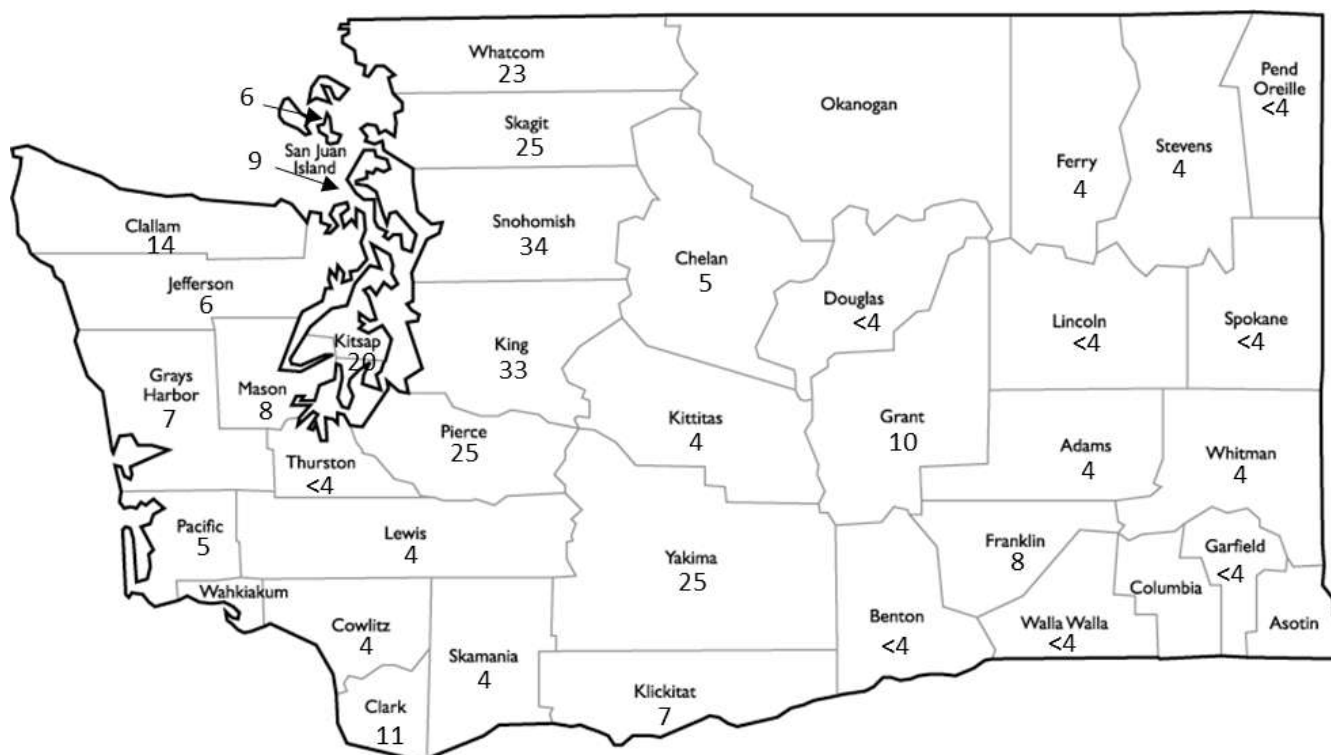 Whatcom
23
Okanogan
Pend
Oreille
<4
6
Skagit
25
San Juan
Island
9
Ferry
4
Stevens
4
Clallam
14
Snohomish
34
Chelan
5
Jefferson
6
Douglas
<4
Lincoln
<4
Spokane
<4
Kitsap
20
King
33
Grays
Harbor
7
Mason
8
Kittitas
4
Grant
10
Pierce
25
Adams
4
Whitman
4
Thurston
<4
Pacific
5
Lewis
4
Yakima
25
Franklin
8
Garfield
<4
Columbia
Wahkiakum
Cowlitz
4
Skamania
4
Benton
<4
Walla Walla
<4
Asotin
Klickitat
7
Clark
11